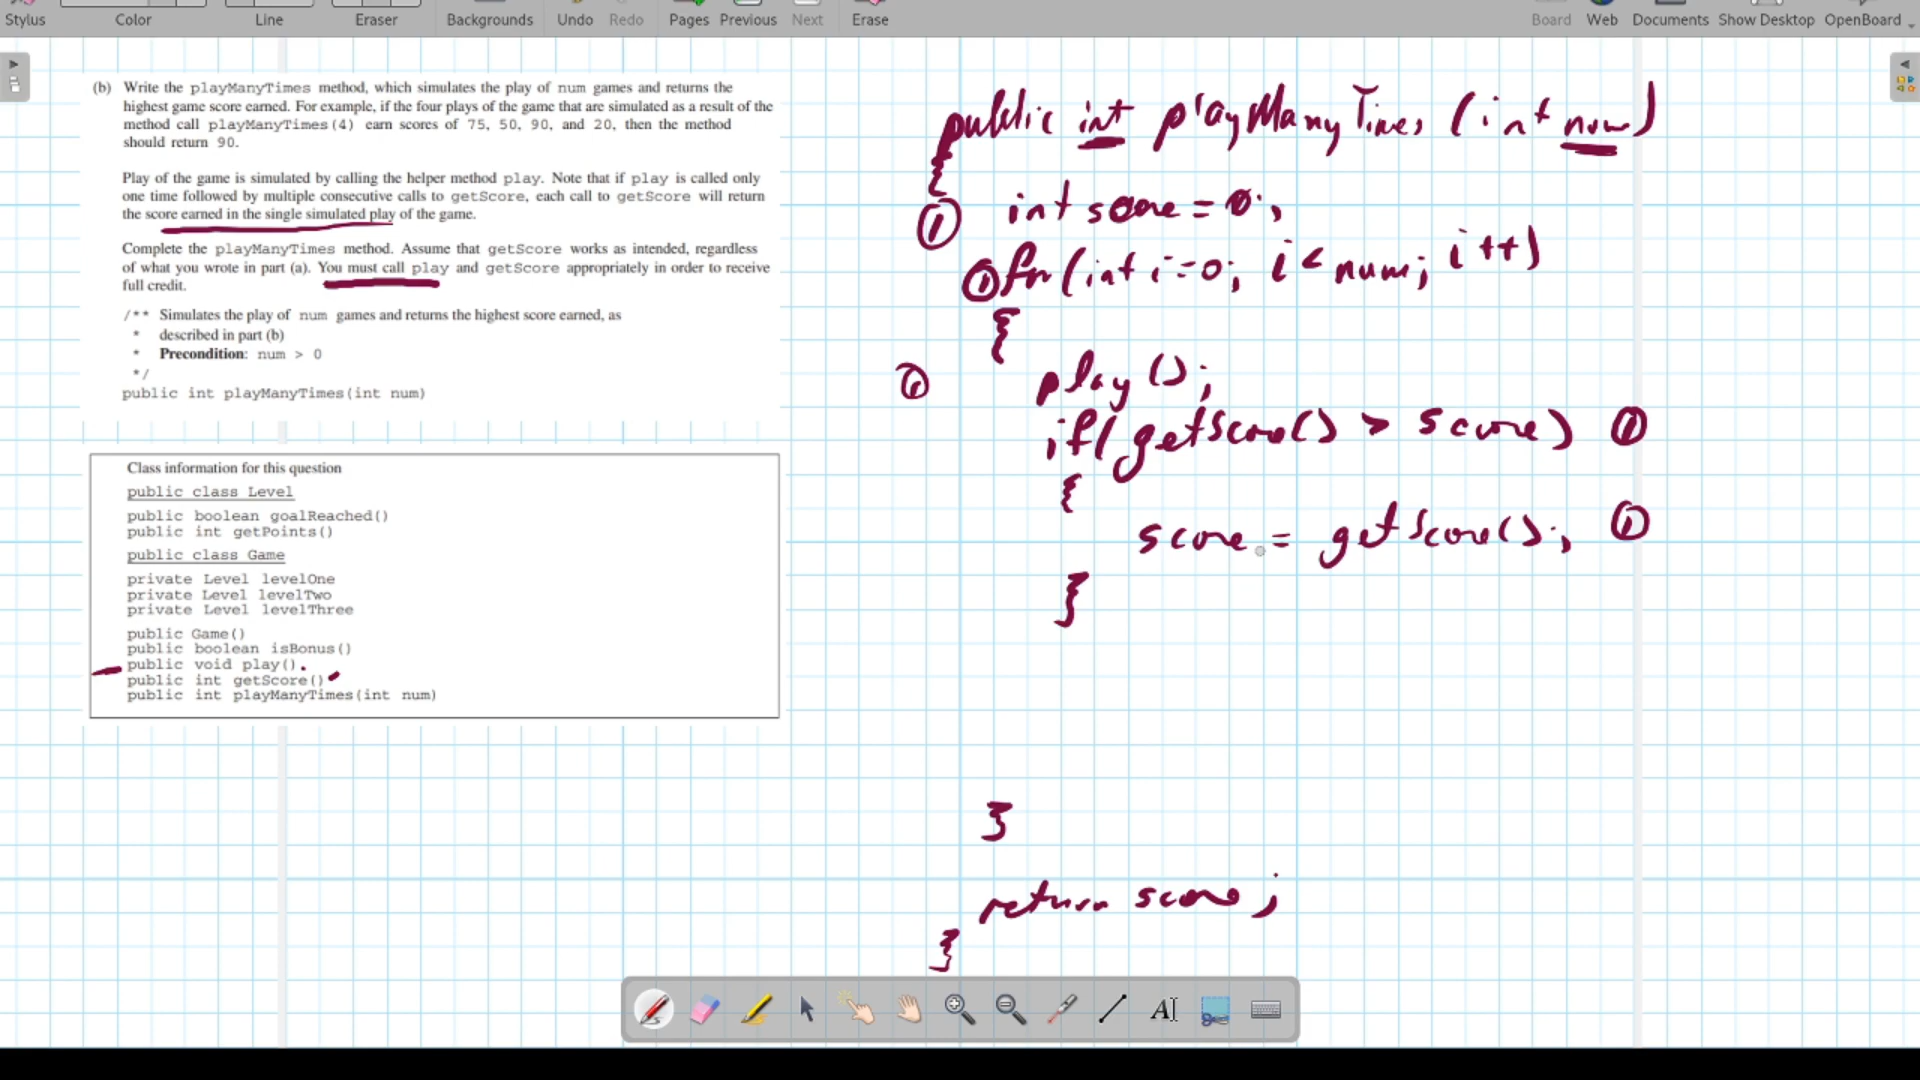 Stylus Color Line Eraser Backgrounds Undo Redo Pages Previous Next Erase Board Web Documents Show Desktop OpenBoard
(b) Write the playManyTimes method, which simulates the play of num games and returns the
highest game score earned. For example, if the four plays of the game that are simulated as a result of the
method call playManyTimes(4) earn scores of 75, 50, 90, and 20, then the method
should return 90.
Play of the game is simulated by calling the helper method play. Note that if play is called only
one time followed by multiple consecutive calls to getScore, each call to getScore will return
the score earned in the single simulated play of the game.
Complete the playManyTimes method. Assume that getScore works as intended, regardless
of what you wrote in part (a). You must call play and getScore appropriately in order to receive
full credit.
/** Simulates the play of num games and returns the highest score earned, as
* described in part (b)
* Precondition: num > 0
*/
public int playManyTimes(int num)
Class information for this question
public class Level
public boolean goalReached()
public int getPoints()
public class Game
private Level levelOne
private Level levelTwo
private Level levelThree
public Game()
public boolean isBonus()
public void play()
public int getScore()
public int playManyTimes(int num)
public int playManyTimes (int num)
{
① int score = 0;
① for(int i=0; i < num; i++)
{
① play();
if(getScore() > score) ①
{
score = getScore(); ①
}
}
return score;
}
AI